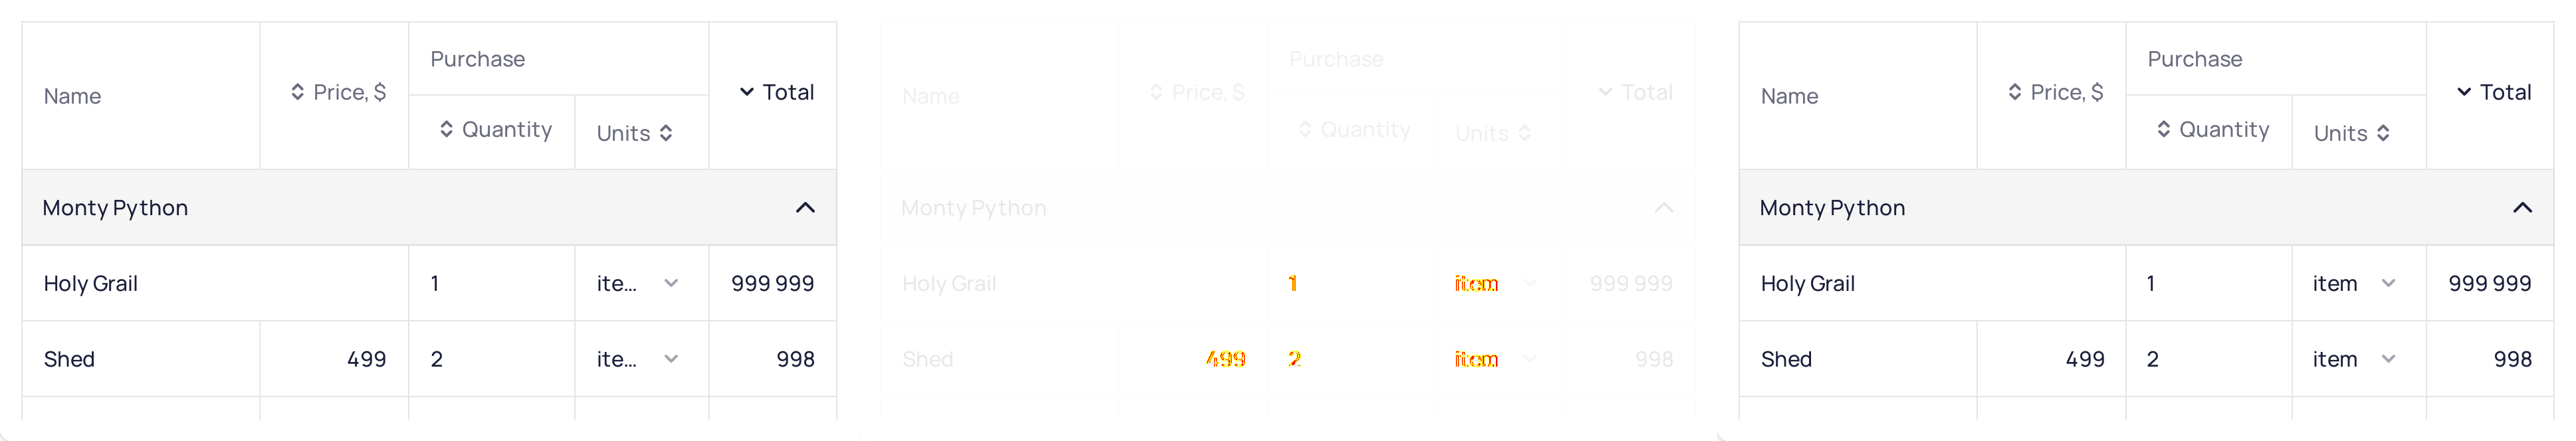 Purchase
Name
Price, $
Total
Quantity
Units
Monty Python
Holy Grail
1
ite...
999 999
Shed
499
2
ite...
998
Purchase
Name
Price, $
Total
Quantity
Units
Monty Python
Holy Grail
1
item
999 999
Shed
499
2
item
998
Purchase
Name
Price, $
Total
Quantity
Units
Monty Python
Holy Grail
1
item
999 999
Shed
499
2
item
998